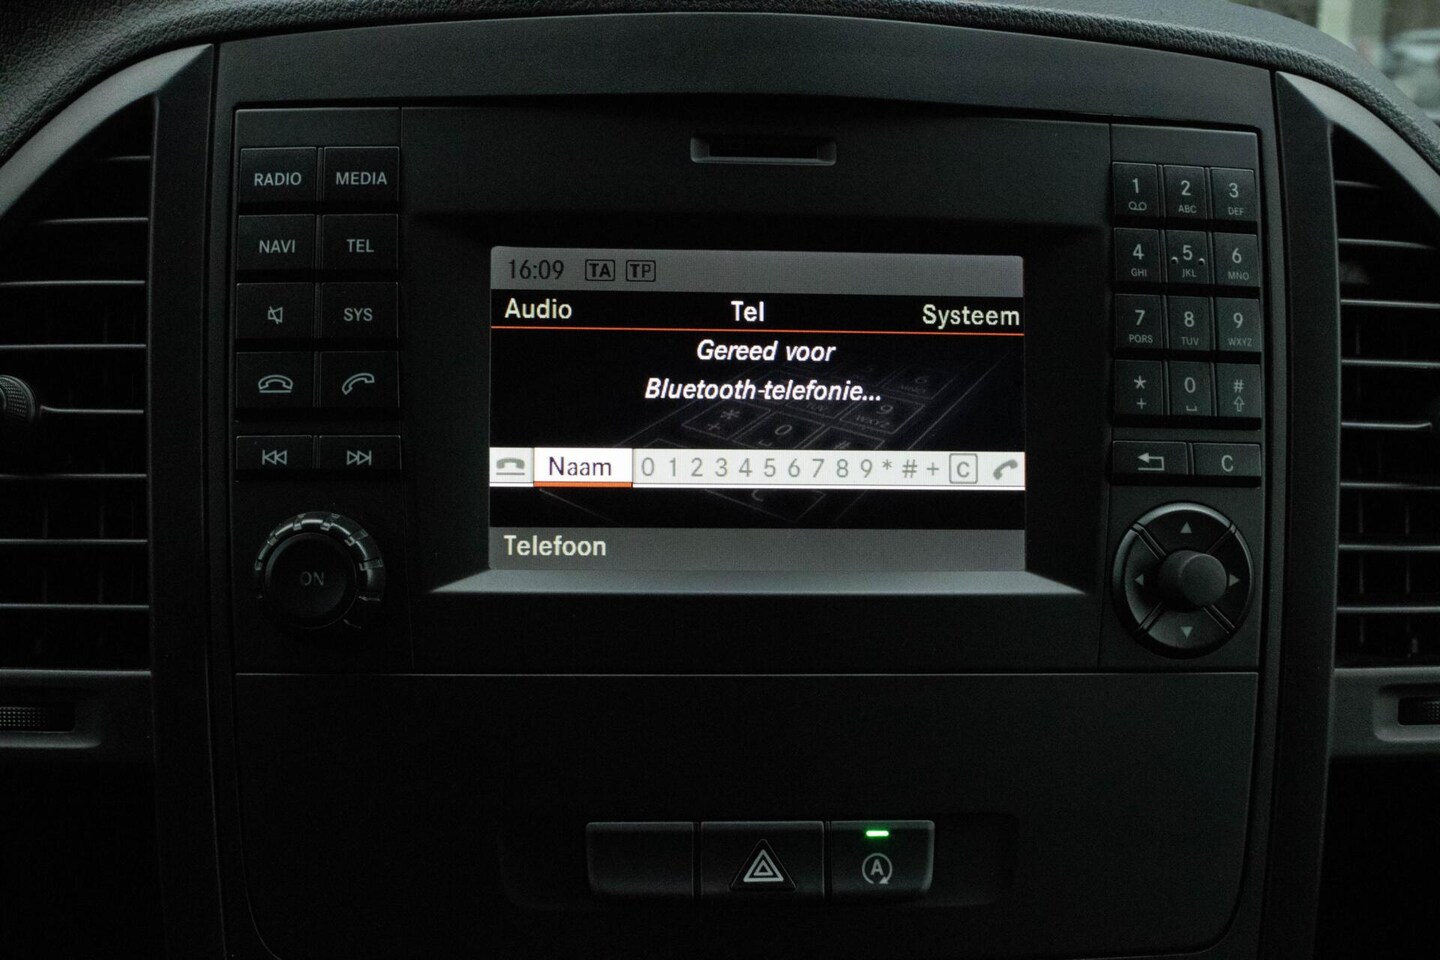 RADIO MEDIA
NAVI TEL
SYS
ON
16:09 TA TP
Audio Tel Systeem
Gereed voor
Bluetooth-telefonie...
Naam 0 1 2 3 4 5 6 7 8 9 * # + C
Telefoon
1 2 3
ABC DEF
4 5 6
GHI JKL MNO
7 8 9
PQRS TUV WXYZ
* 0 #
+
C
A